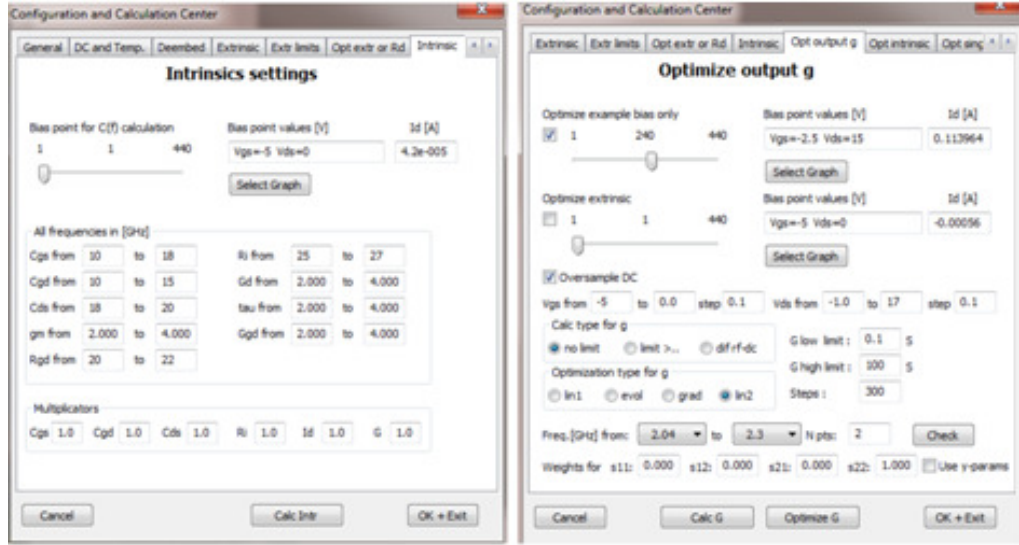 Configuration and Calculation Center
General DC and Temp. Deembed Extrinsic Extr limits Opt extr or Rd Intrinsic
Intrinsics settings
Bias point for C(f) calculation Bias point values [V] Id [A]
1 1 440 Vgs=-5 Vds=0 4.2e-005
Select Graph
All frequencies in [GHz]
Cgs from 10 to 18 Ri from 25 to 27
Cgd from 10 to 15 Gd from 2.000 to 4.000
Cds from 18 to 20 tau from 2.000 to 4.000
gm from 2.000 to 4.000 Ggd from 2.000 to 4.000
Rgd from 20 to 22
Multiplicators
Cgs 1.0 Cgd 1.0 Cds 1.0 Ri 1.0 Id 1.0 G 1.0
Cancel Calc Intr OK + Exit
Configuration and Calculation Center
Extrinsic Extr limits Opt extr or Rd Intrinsic Opt output g Opt intrinsic Opt sing
Optimize output g
Optimize example bias only Bias point values [V] Id [A]
1 240 440 Vgs=-2.5 Vds=15 0.113964
Select Graph
Optimize extrinsic Bias point values [V] Id [A]
1 1 440 Vgs=-5 Vds=0 -0.00056
Select Graph
Oversample DC
Vgs from -5 to 0.0 step 0.1 Vds from -1.0 to 17 step 0.1
Calc type for g
no limit limit >.. dif rf-dc
G low limit : 0.1 S
G high limit : 100 S
Optimization type for g
lin1 evol grad lin2
Steps : 300
Freq.[GHz] from: 2.04 to 2.3 N pts: 2 Check
Weights for s11: 0.000 s12: 0.000 s21: 0.000 s22: 1.000 Use y-params
Cancel Calc G Optimize G OK + Exit